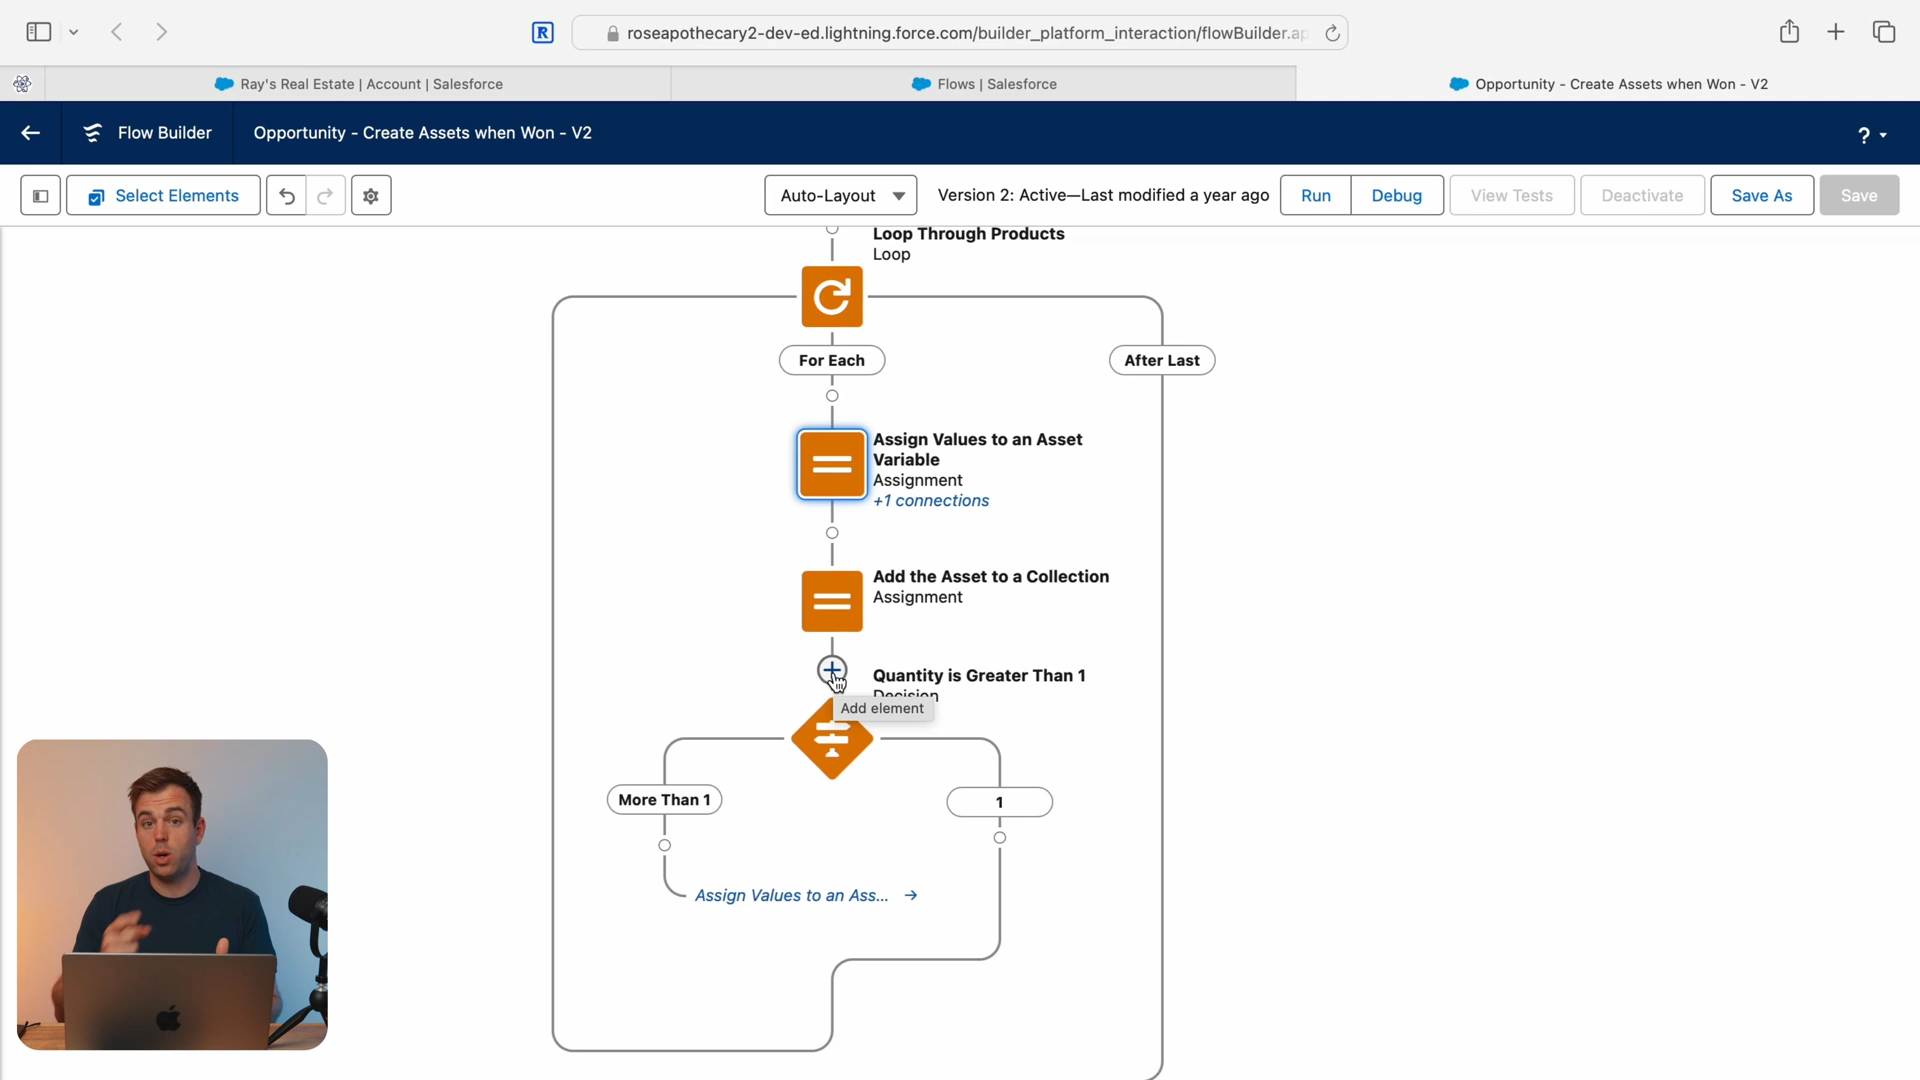 R
roseapothecary2-dev-ed.lightning.force.com/builder_platform_interaction/flowBuilder.ap
Ray's Real Estate | Account | Salesforce
Flows | Salesforce
Opportunity - Create Assets when Won - V2
Flow Builder
Opportunity - Create Assets when Won - V2
?
Select Elements
Auto-Layout
Version 2: Active—Last modified a year ago
Run
Debug
View Tests
Deactivate
Save As
Save
Loop Through Products
Loop
For Each
After Last
Assign Values to an Asset
Variable
Assignment
+1 connections
Add the Asset to a Collection
Assignment
Quantity is Greater Than 1
Decision
Add element
More Than 1
1
Assign Values to an Ass... →